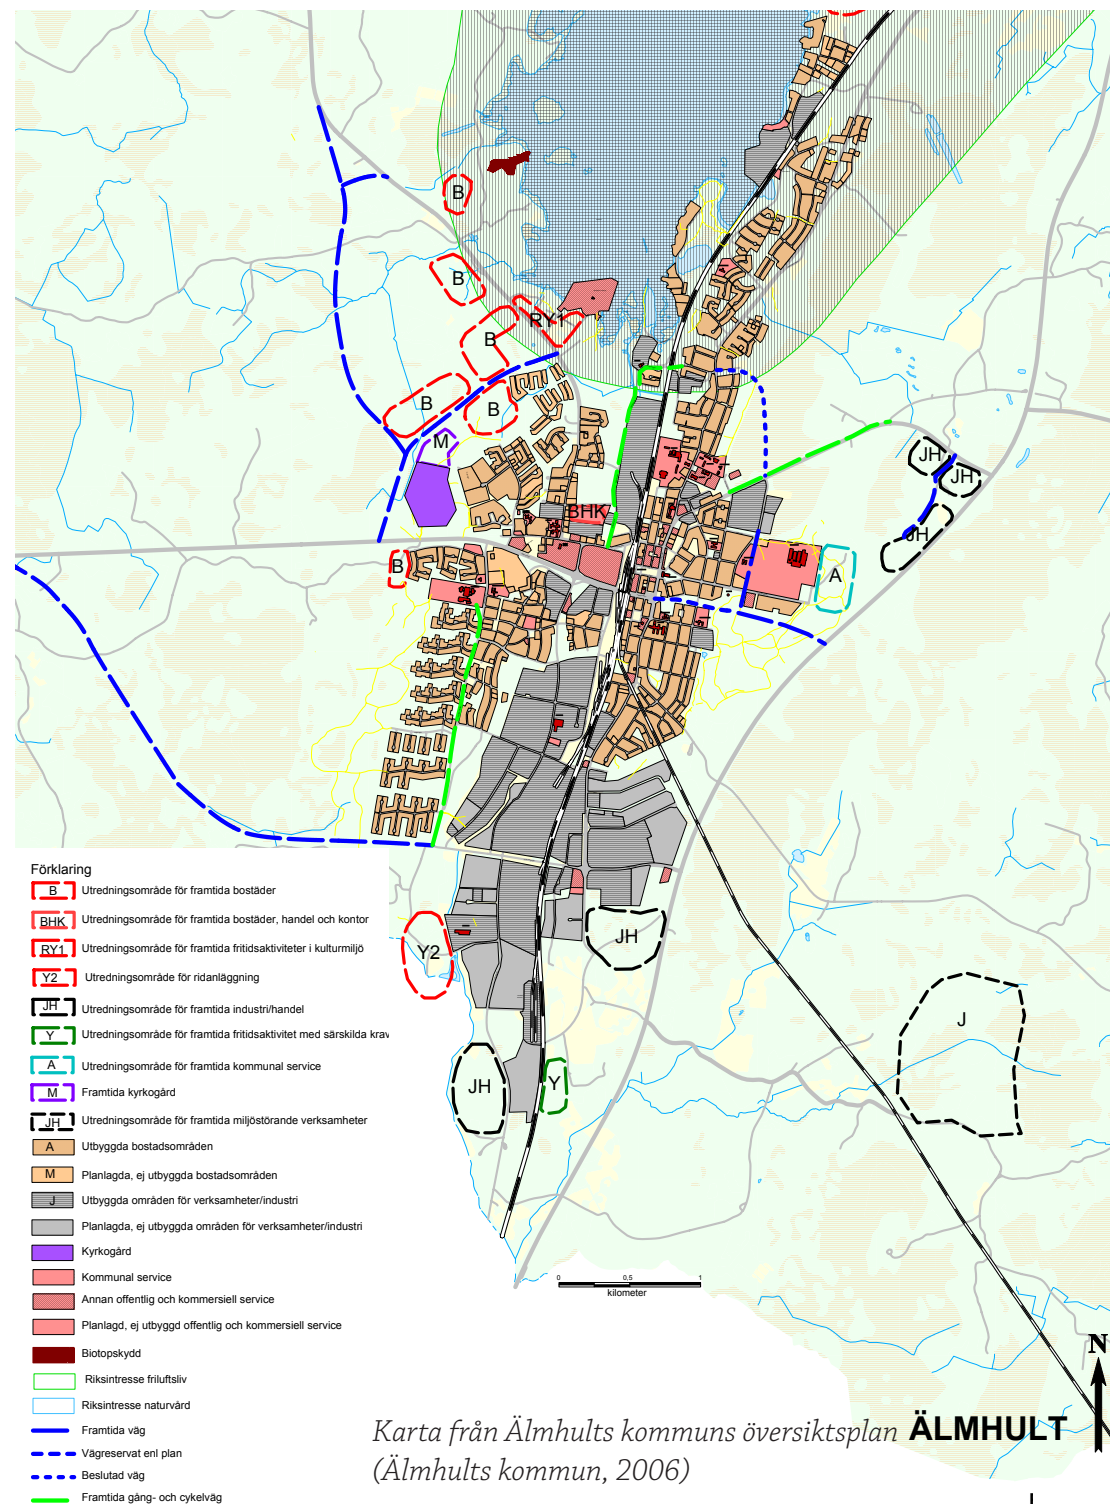 B
B
RY1
B
B
B
M
BHK
JH
JH
JH
B
A
Förklaring
B Utredningsområde för framtida bostäder
BHK Utredningsområde för framtida bostäder, handel och kontor
RY1 Utredningsområde för framtida fritidsaktiviteter i kulturmiljö
Y2 Utredningsområde för ridanläggning
JH Utredningsområde för framtida industri/handel
Y Utredningsområde för framtida fritidsaktivitet med särskilda krav
A Utredningsområde för framtida kommunal service
M Framtida kyrkogård
JH Utredningsområde för framtida miljöstörande verksamheter
A Utbyggda bostadsområden
M Planlagda, ej utbyggda bostadsområden
J Utbyggda områden för verksamheter/industri
Planlagda, ej utbyggda områden för verksamheter/industri
Kyrkogård
Kommunal service
Annan offentlig och kommersiell service
Planlagd, ej utbyggd offentlig och kommersiell service
Biotopskydd
Riksintresse friluftsliv
Riksintresse naturvård
Framtida väg
Vägreservat enl plan
Beslutad väg
Framtida gång- och cykelväg
Y2
JH
J
JH
Y
0 0,5 1
kilometer
N
Karta från Älmhults kommuns översiktsplan ÄLMHULT
(Älmhults kommun, 2006)